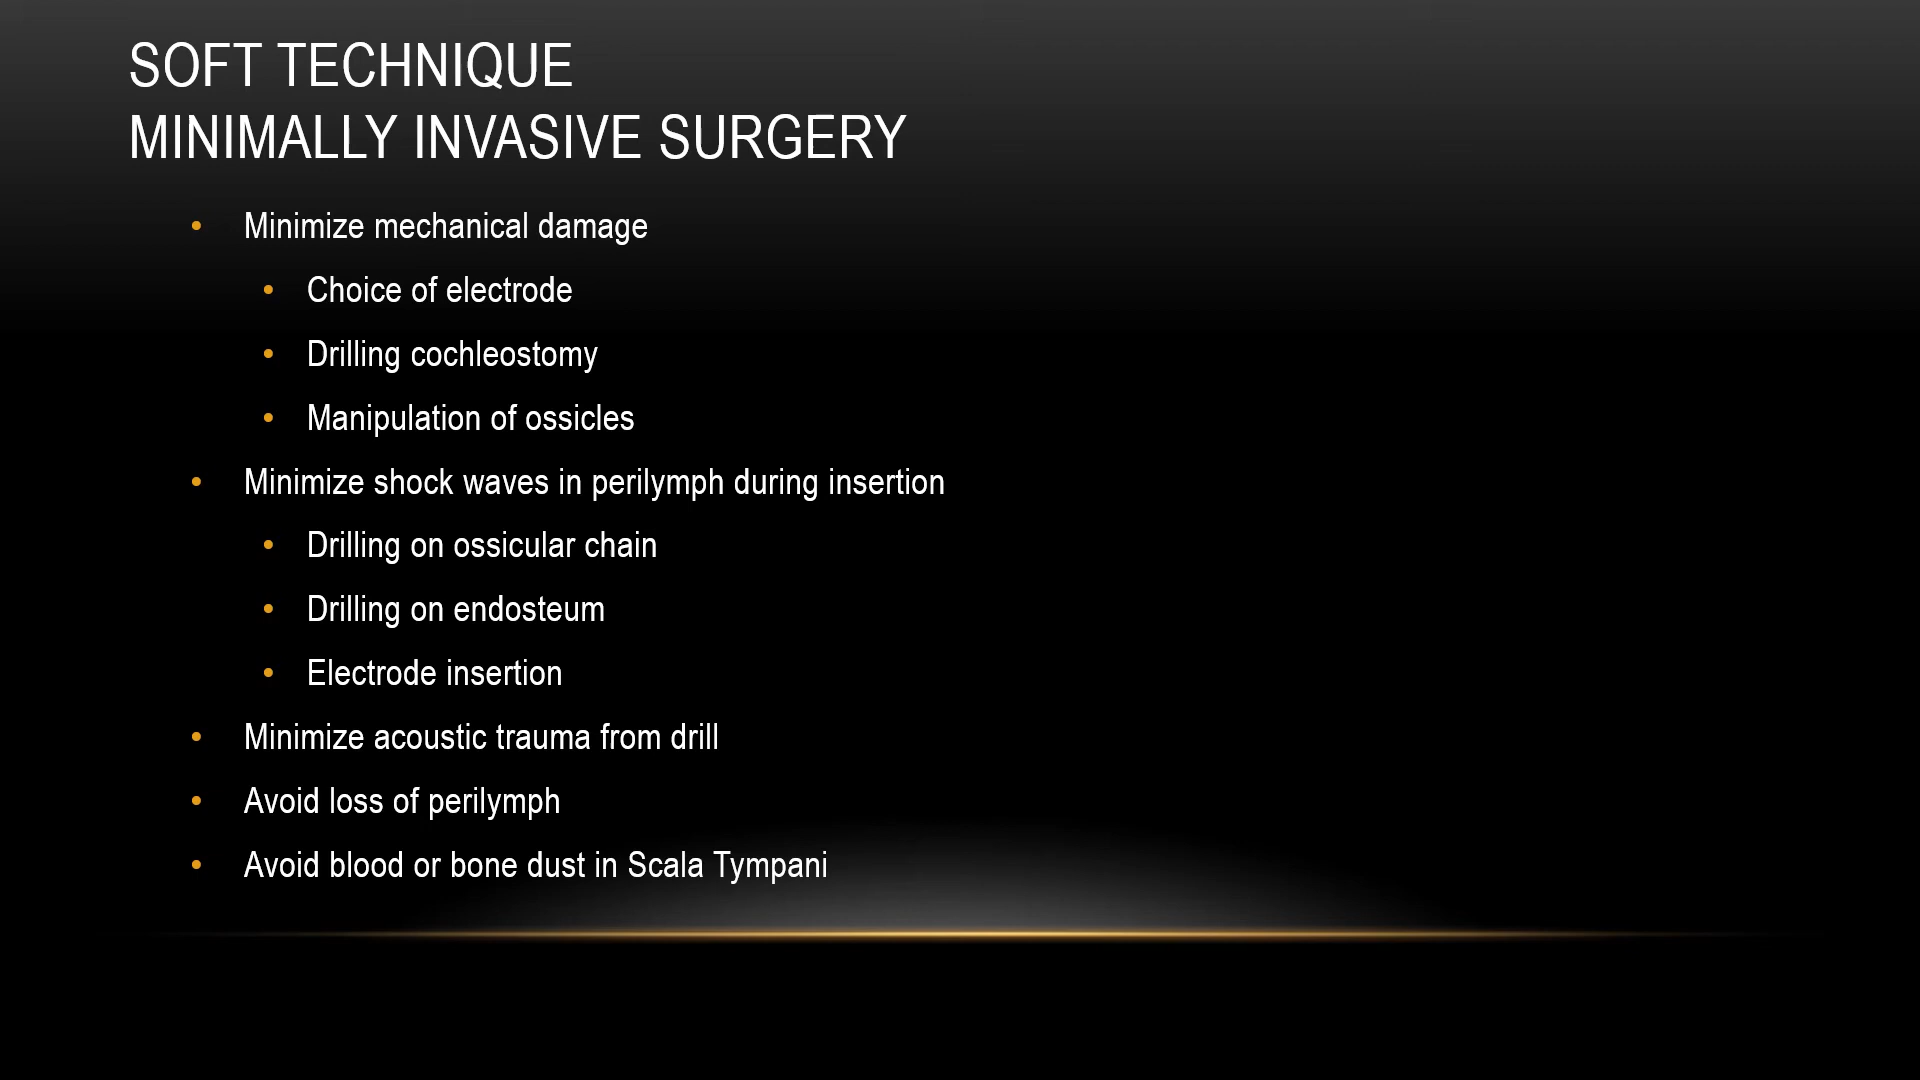 SOFT TECHNIQUE
MINIMALLY INVASIVE SURGERY
• Minimize mechanical damage
• Choice of electrode
• Drilling cochleostomy
• Manipulation of ossicles
• Minimize shock waves in perilymph during insertion
• Drilling on ossicular chain
• Drilling on endosteum
• Electrode insertion
• Minimize acoustic trauma from drill
• Avoid loss of perilymph
• Avoid blood or bone dust in Scala Tympani